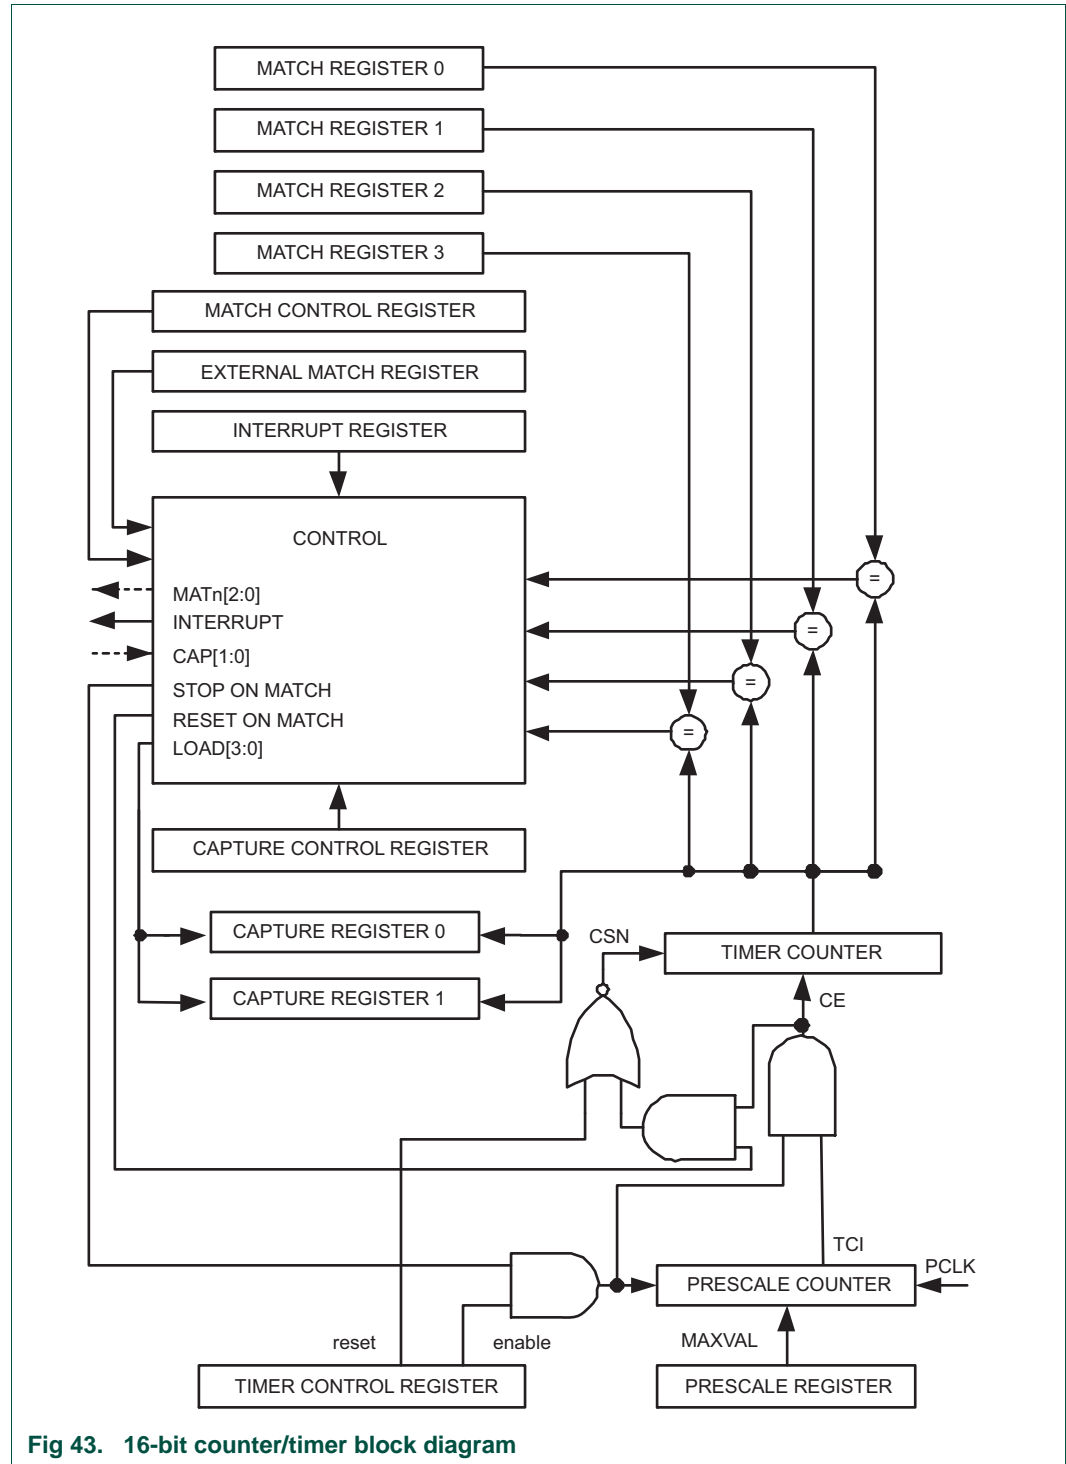 MATCH REGISTER 0
MATCH REGISTER 1
MATCH REGISTER 2
MATCH REGISTER 3
MATCH CONTROL REGISTER
EXTERNAL MATCH REGISTER
INTERRUPT REGISTER
CONTROL
MATn[2:0]
INTERRUPT
CAP[1:0]
STOP ON MATCH
RESET ON MATCH
LOAD[3:0]
=
=
=
=
CAPTURE CONTROL REGISTER
CAPTURE REGISTER 0
CAPTURE REGISTER 1
CSN
TIMER COUNTER
CE
TCI
PCLK
PRESCALE COUNTER
reset
enable
MAXVAL
TIMER CONTROL REGISTER
PRESCALE REGISTER
Fig 43. 16-bit counter/timer block diagram